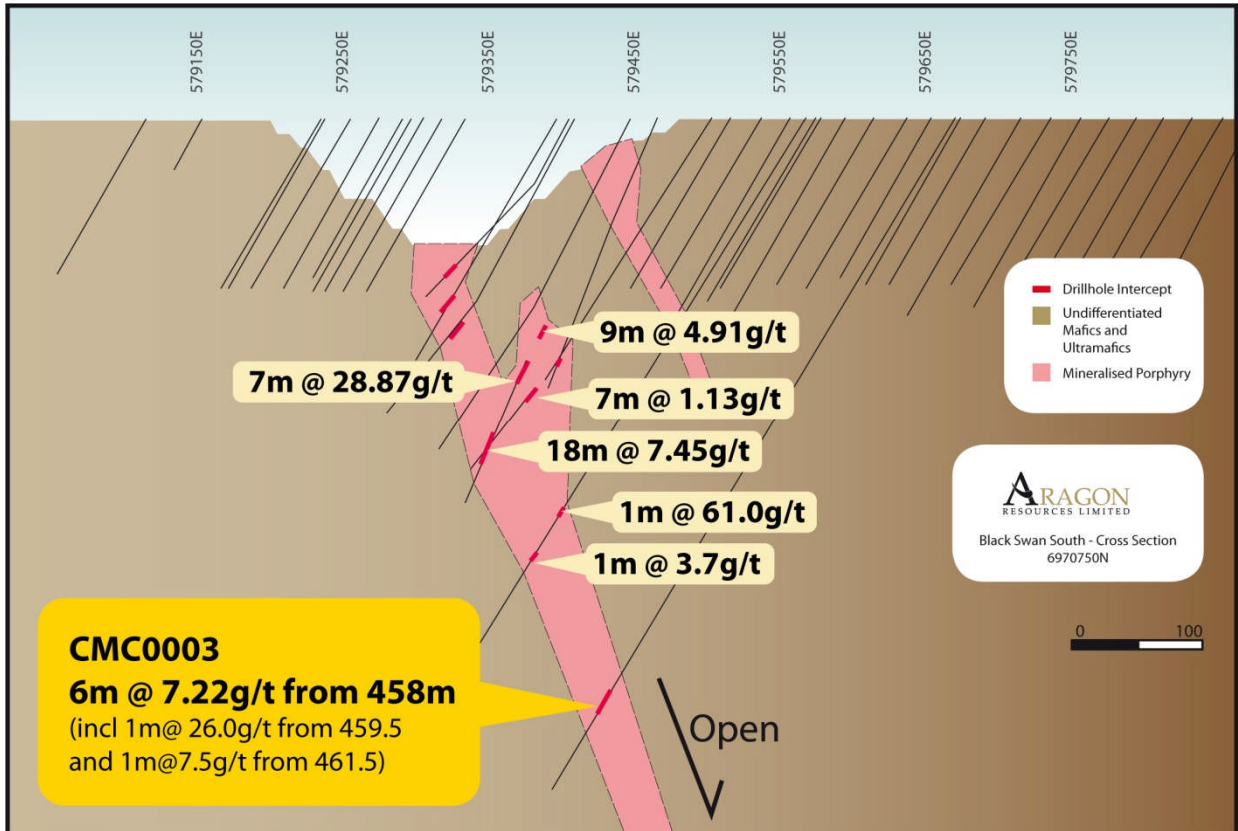 579150E
579250E
579350E
579450E
579550E
579650E
579750E
Drillhole Intercept
Undifferentiated
Mafics and
Ultramafics
Mineralised Porphyry
9m @ 4.91g/t
7m @ 28.87g/t
7m @ 1.13g/t
18m @ 7.45g/t
1m @ 61.0g/t
1m @ 3.7g/t
ARAGON
RESOURCES LIMITED
Black Swan South - Cross Section
6970750N
0 100
CMC0003
6m @ 7.22g/t from 458m
(incl 1m@ 26.0g/t from 459.5
and 1m@7.5g/t from 461.5)
Open